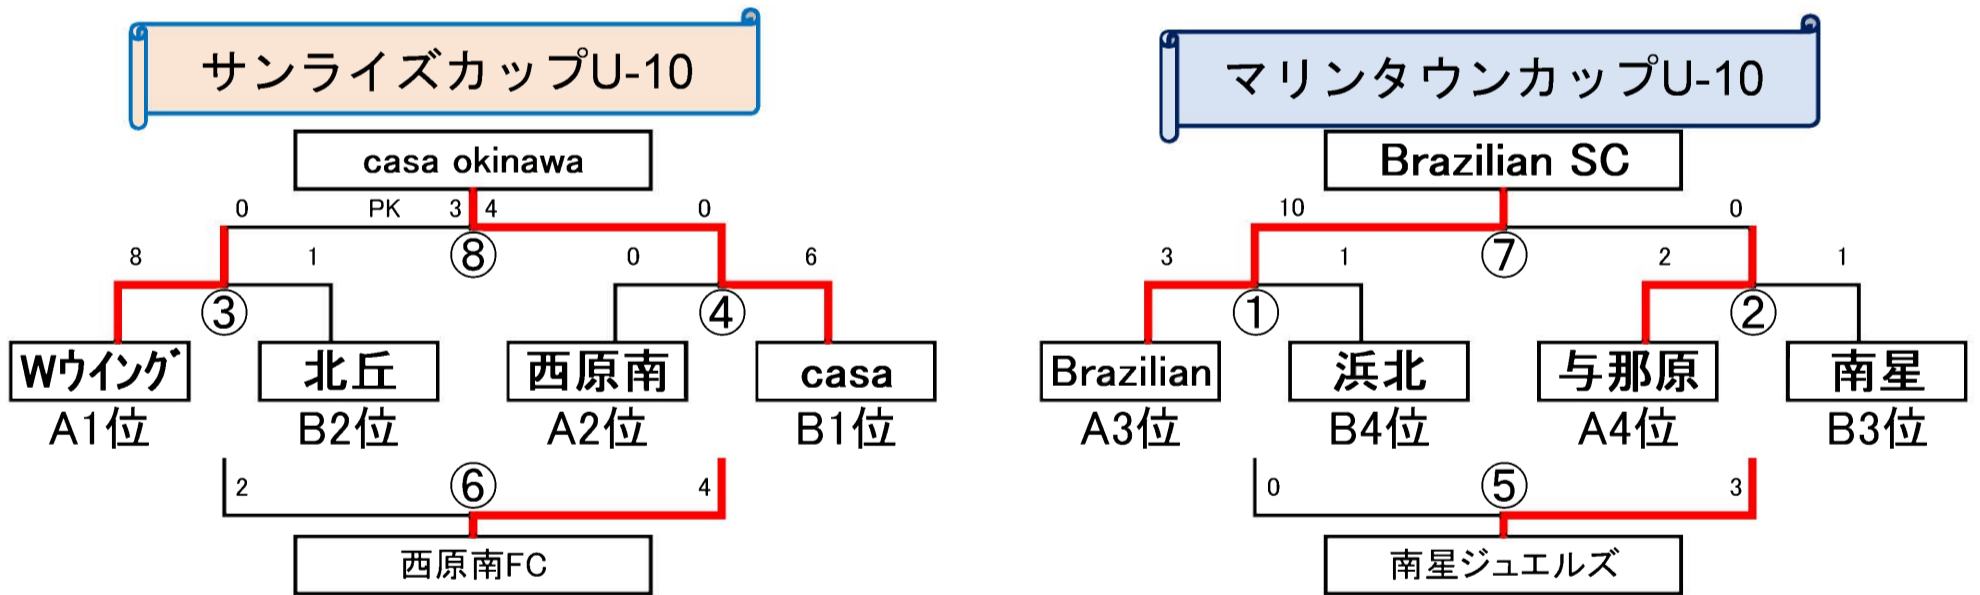 サンライズカップU-10
casa okinawa
0 PK 3 4 0
8 1 ⑧ 0 6
③ ④
Wウイング 北丘 西原南 casa
A1位 B2位 A2位 B1位
2 ⑥ 4
西原南FC
マリンタウンカップU-10
Brazilian SC
10 0
3 1 ⑦ 2 1
① ②
Brazilian 浜北 与那原 南星
A3位 B4位 A4位 B3位
0 ⑤ 3
南星ジュエルズ